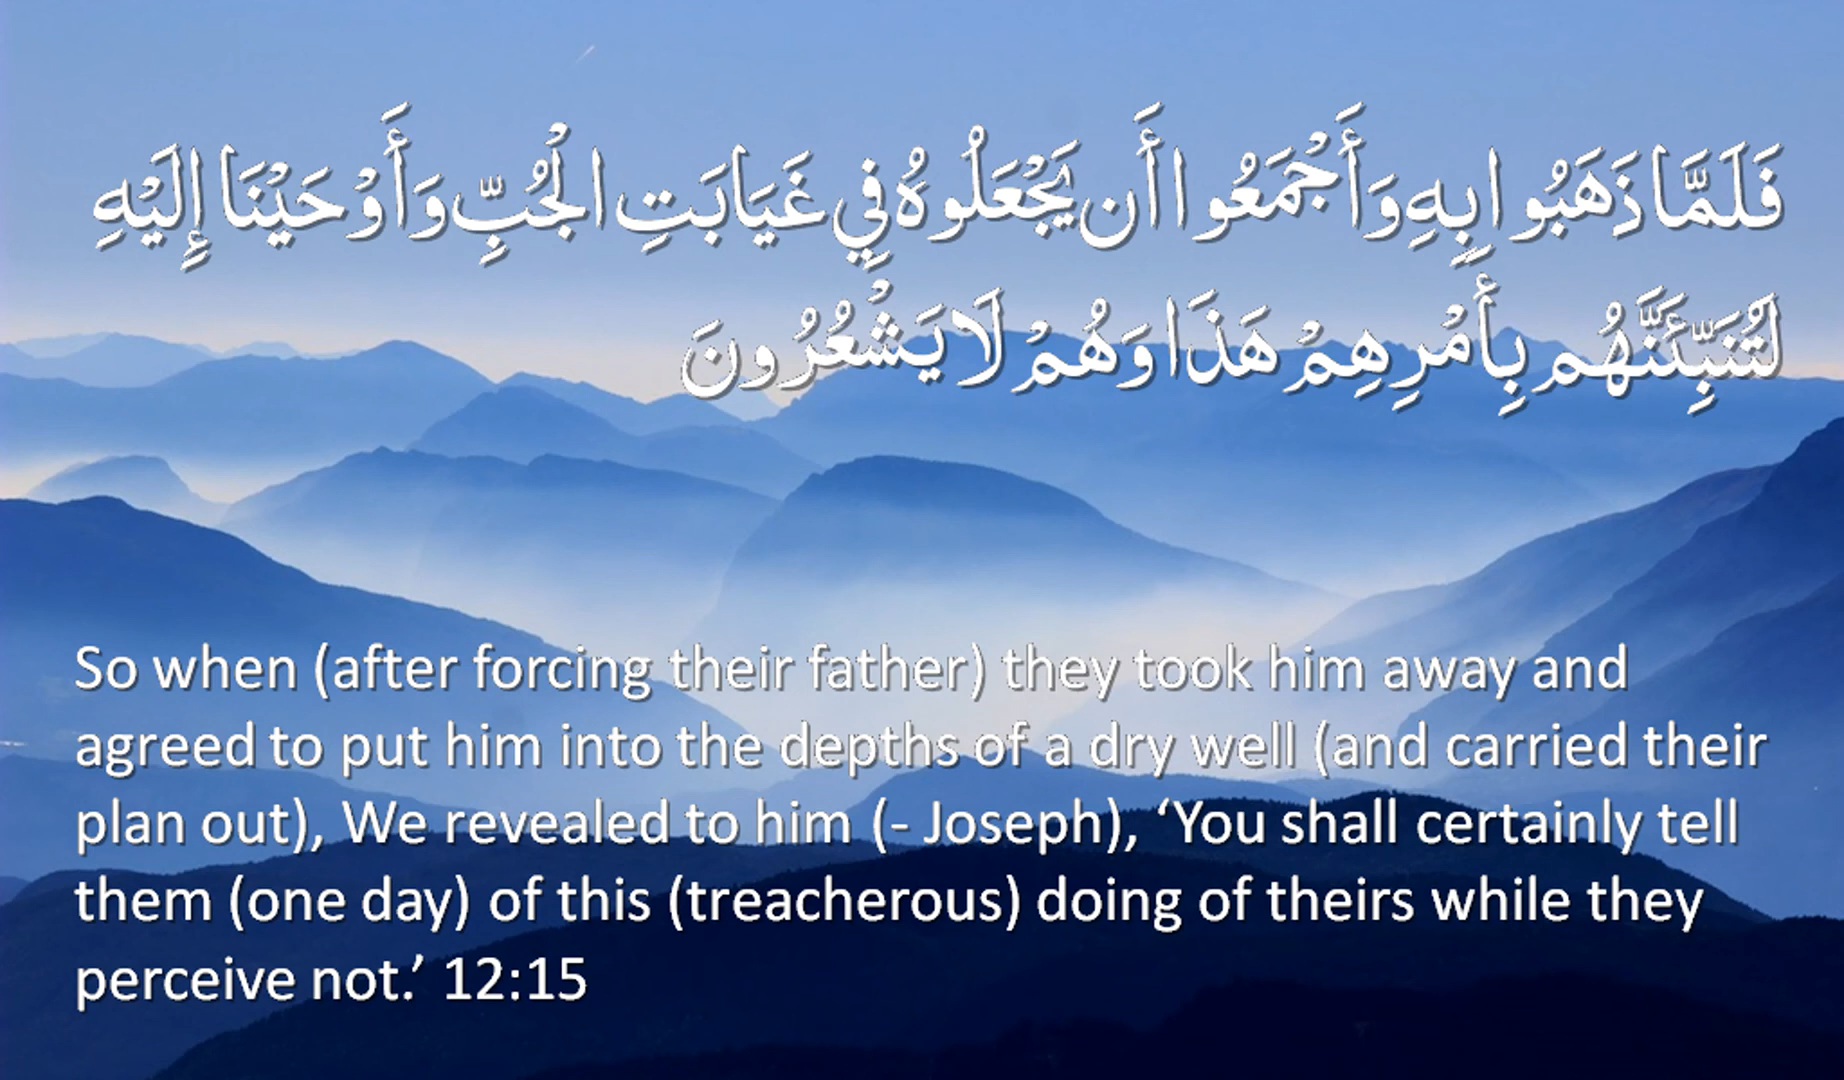 فَلَمَّا ذَهَبُوا بِهِ وَأَجْمَعُوا أَن يَجْعَلُوهُ فِي غَيَابَتِ الْجُبِّ وَأَوْحَيْنَا إِلَيْهِ
لَتُنَبِّئَنَّهُم بِأَمْرِهِمْ هَذَا وَهُمْ لَا يَشْعُرُونَ
So when (after forcing their father) they took him away and
agreed to put him into the depths of a dry well (and carried their
plan out), We revealed to him (- Joseph), ‘You shall certainly tell
them (one day) of this (treacherous) doing of theirs while they
perceive not.’ 12:15